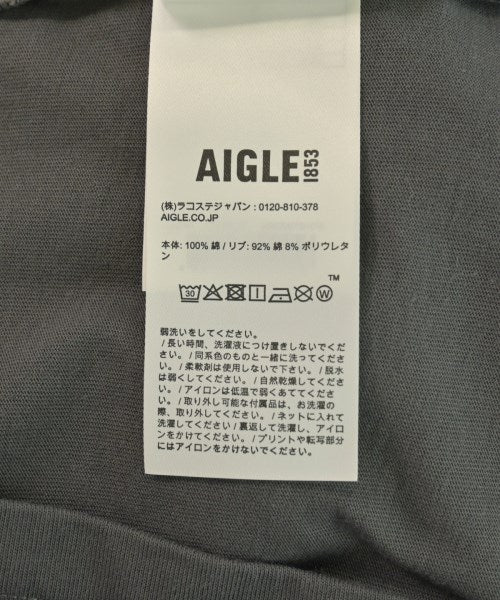 AIGLE 1853
(株)ラコステジャパン : 0120-810-378
AIGLE.CO.JP
本体: 100% 綿 / リブ: 92% 綿 8% ポリウレタ
ン
TM
30 W
弱洗いをしてください。
/ 長い時間、洗濯液につけ置きしないでくだ
さい。 / 同系色のものと一緒に洗ってくださ
い。 / 柔軟剤は使用しないで下さい。 / 脱水
は弱くしてください。 / 自然乾燥してくださ
い。 / アイロンは低温で弱くあててくださ
い。 / 取り外し可能な付属品は、お洗濯の
際、取り外してください。 / ネットに入れて
洗濯してください / 裏返して洗濯し、アイロ
ンをかけてください。 / プリントや転写部分
にはアイロンをかけないでください。